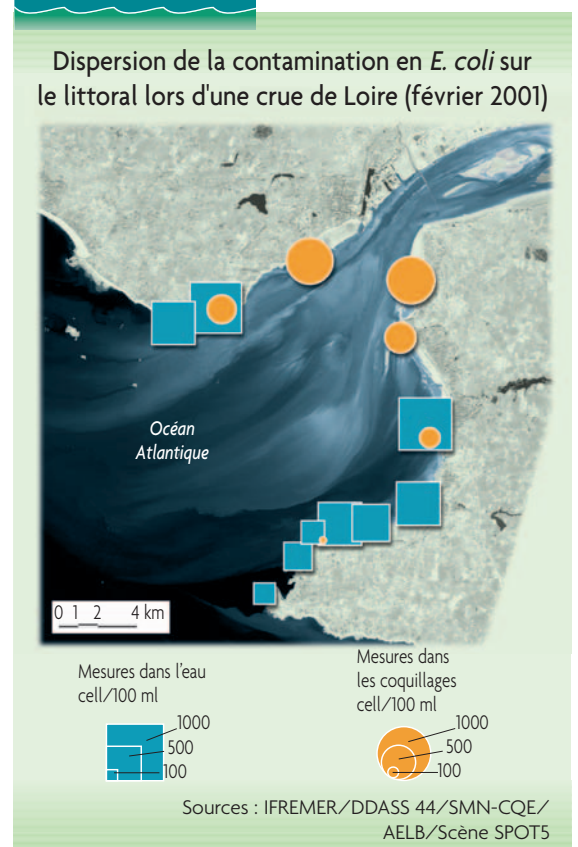 Dispersion de la contamination en E. coli sur
le littoral lors d'une crue de Loire (février 2001)
Océan
Atlantique
0 1 2 4 km
Mesures dans l'eau
cell/100 ml
1000
500
100
Mesures dans
les coquillages
cell/100 ml
1000
500
100
Sources : IFREMER/DDASS 44/SMN-CQE/
AELB/Scène SPOT5